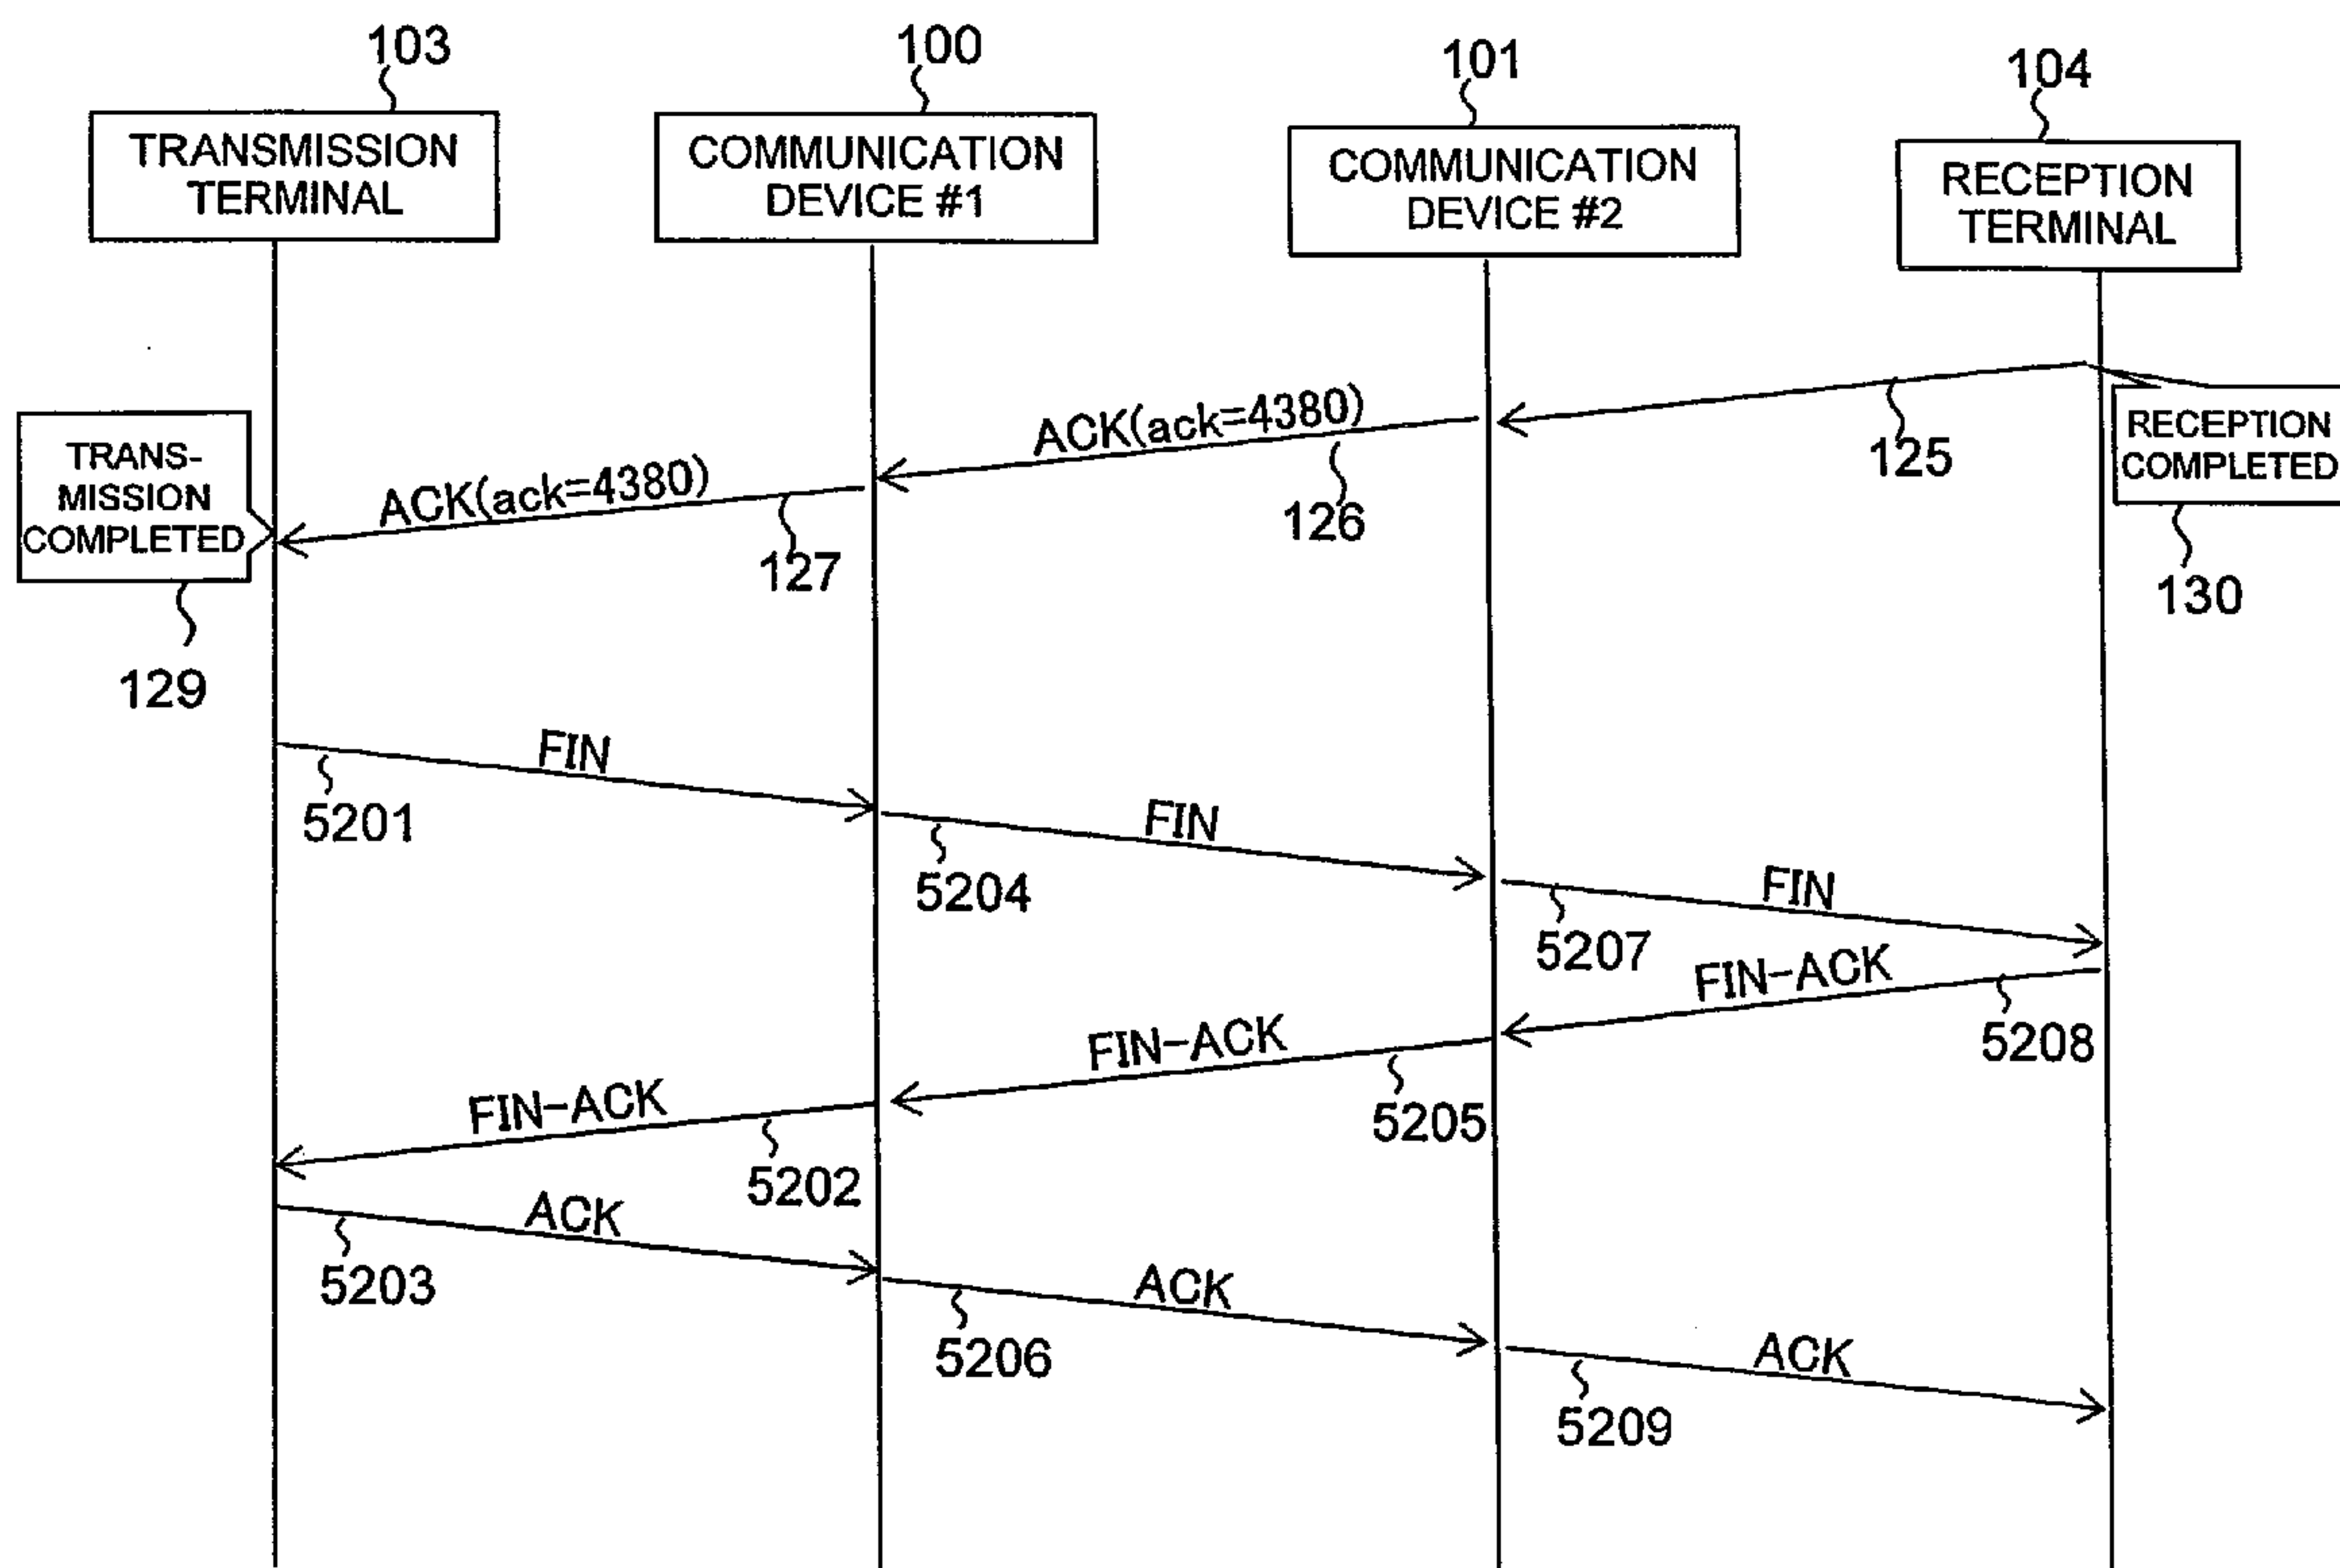 103
100
101
104
TRANSMISSION
TERMINAL
COMMUNICATION
DEVICE #1
COMMUNICATION
DEVICE #2
RECEPTION
TERMINAL
ACK(ack=4380)
125
RECEPTION
COMPLETED
126
130
ACK(ack=4380)
127
TRANS-
MISSION
COMPLETED
129
FIN
5201
FIN
5204
FIN
5207
FIN-ACK
5208
FIN-ACK
5205
FIN-ACK
5202
ACK
5203
ACK
5206
ACK
5209